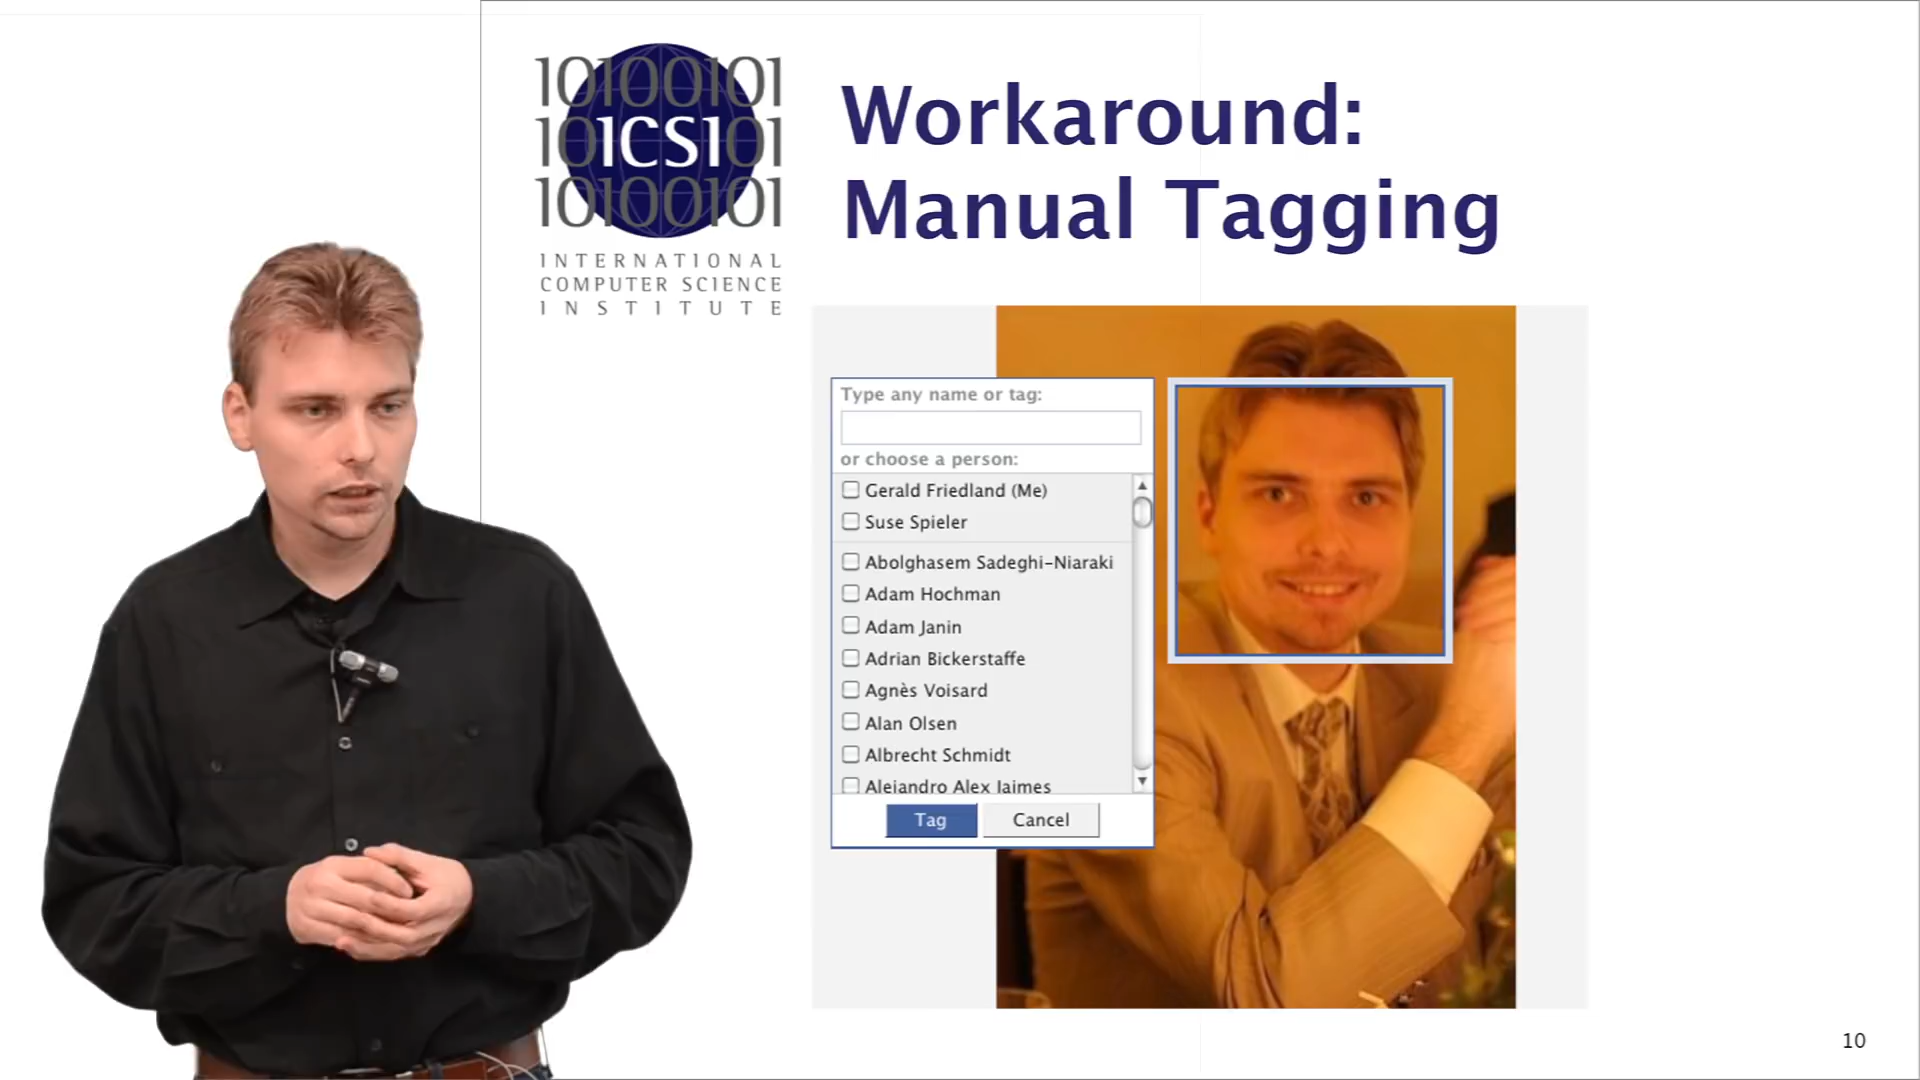 10100101
101ICSI01
10100101
INTERNATIONAL
COMPUTER SCIENCE
INSTITUTE
Workaround:
Manual Tagging
Type any name or tag:
or choose a person:
Gerald Friedland (Me)
Suse Spieler
Abolghasem Sadeghi-Niaraki
Adam Hochman
Adam Janin
Adrian Bickerstaffe
Agnès Voisard
Alan Olsen
Albrecht Schmidt
Alejandro Alex Jaimes
Tag
Cancel
10